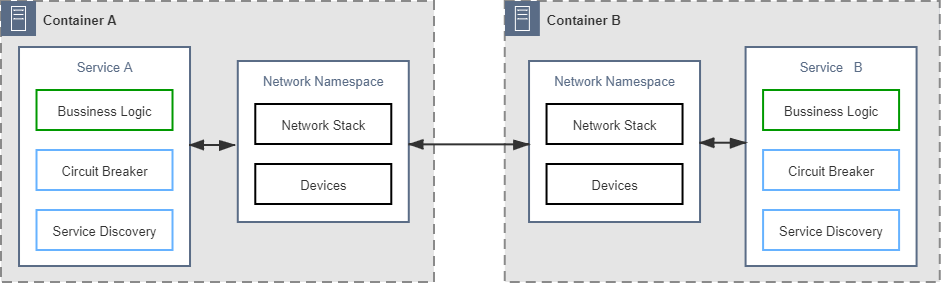 Container A
Service A
Bussiness Logic
Circuit Breaker
Service Discovery
Network Namespace
Network Stack
Devices
Container B
Network Namespace
Network Stack
Devices
Service B
Bussiness Logic
Circuit Breaker
Service Discovery